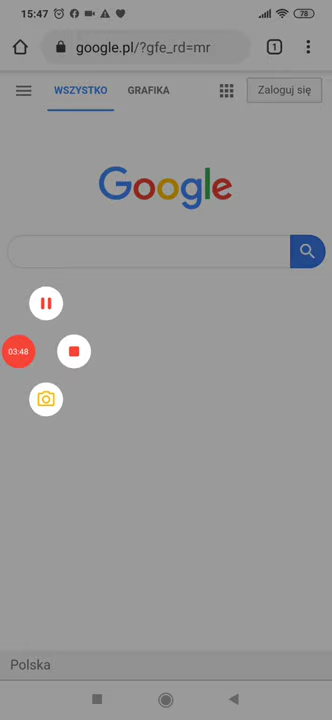 15:47
78
google.pl/?gfe_rd=mr
1
WSZYSTKO
GRAFIKA
Zaloguj się
Google
03:48
Polska